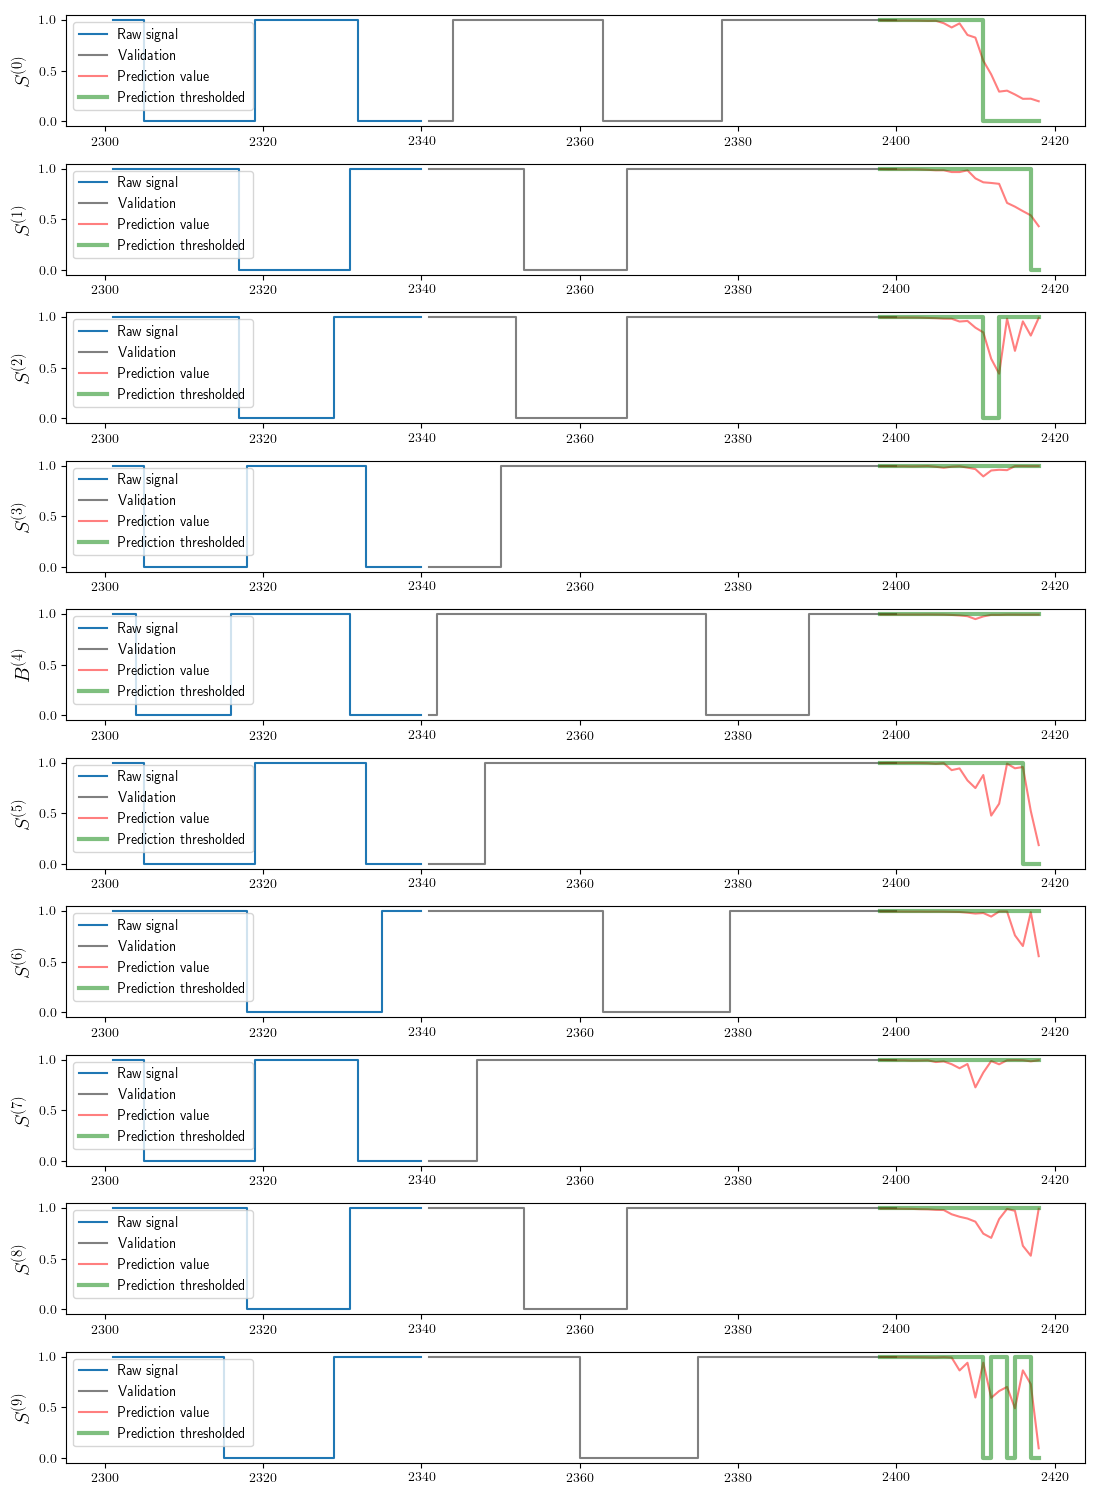 1.0
0.5
0.0
S^(0)
Raw signal
Validation
Prediction value
Prediction thresholded
2300 2320 2340 2360 2380 2400 2420
1.0
0.5
0.0
S^(1)
Raw signal
Validation
Prediction value
Prediction thresholded
2300 2320 2340 2360 2380 2400 2420
1.0
0.5
0.0
S^(2)
Raw signal
Validation
Prediction value
Prediction thresholded
2300 2320 2340 2360 2380 2400 2420
1.0
0.5
0.0
S^(3)
Raw signal
Validation
Prediction value
Prediction thresholded
2300 2320 2340 2360 2380 2400 2420
1.0
0.5
0.0
B^(4)
Raw signal
Validation
Prediction value
Prediction thresholded
2300 2320 2340 2360 2380 2400 2420
1.0
0.5
0.0
S^(5)
Raw signal
Validation
Prediction value
Prediction thresholded
2300 2320 2340 2360 2380 2400 2420
1.0
0.5
0.0
S^(6)
Raw signal
Validation
Prediction value
Prediction thresholded
2300 2320 2340 2360 2380 2400 2420
1.0
0.5
0.0
S^(7)
Raw signal
Validation
Prediction value
Prediction thresholded
2300 2320 2340 2360 2380 2400 2420
1.0
0.5
0.0
S^(8)
Raw signal
Validation
Prediction value
Prediction thresholded
2300 2320 2340 2360 2380 2400 2420
1.0
0.5
0.0
S^(9)
Raw signal
Validation
Prediction value
Prediction thresholded
2300 2320 2340 2360 2380 2400 2420